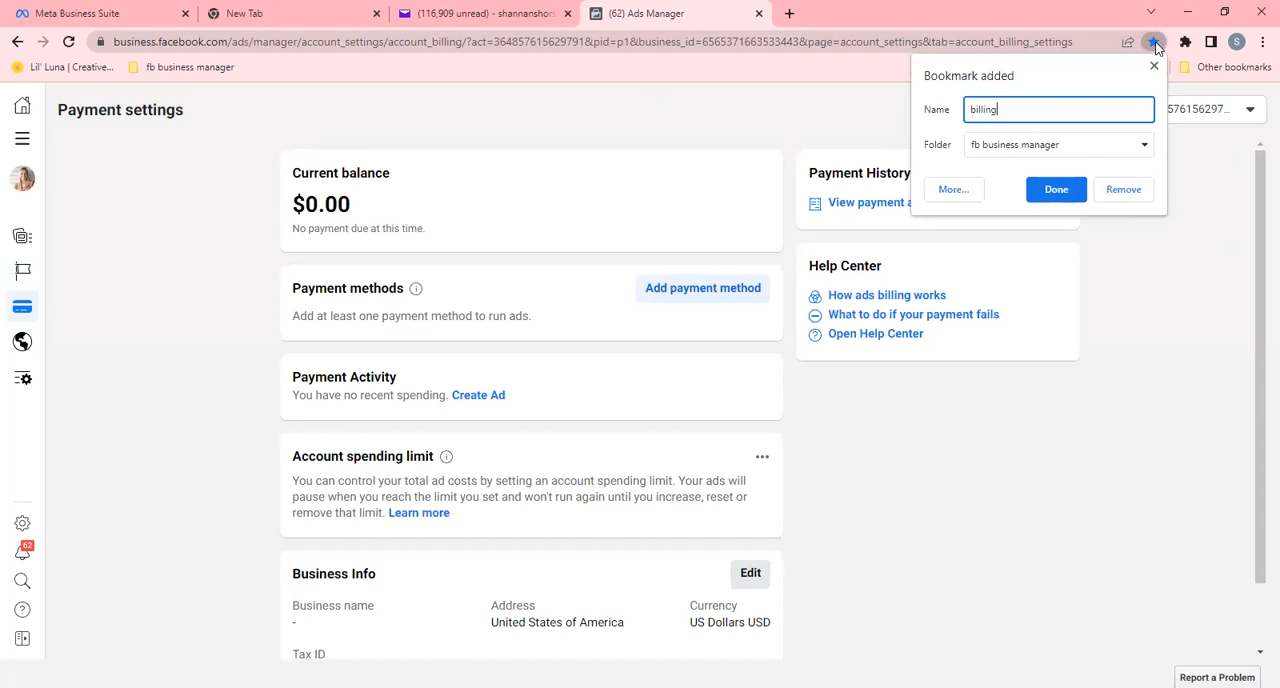 Meta Business Suite
New Tab
(116,909 unread) - shannanshors
(62) Ads Manager
business.facebook.com/ads/manager/account_settings/account_billing/?act=364857615629791&pid=p1&business_id=6565371663533443&page=account_settings&tab=account_billing_settings
S
Lil' Luna | Creative...
fb business manager
Other bookmarks
Bookmark added
Name
billing
Folder
fb business manager
More...
Done
Remove
Payment settings
576156297...
Current balance
$0.00
No payment due at this time.
Payment methods
Add payment method
Add at least one payment method to run ads.
Payment Activity
You have no recent spending. Create Ad
Account spending limit
You can control your total ad costs by setting an account spending limit. Your ads will
pause when you reach the limit you set and won't run again until you increase, reset or
remove that limit. Learn more
Business Info
Edit
Business name
-
Address
United States of America
Currency
US Dollars USD
Tax ID
Payment History
View payment a
Help Center
How ads billing works
What to do if your payment fails
Open Help Center
62
Report a Problem